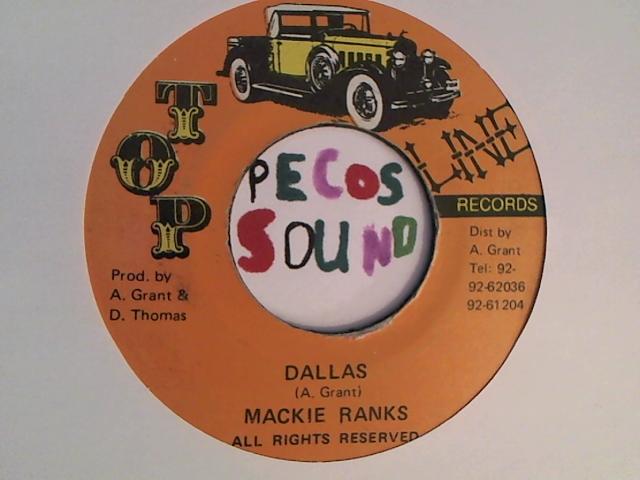 TOP
LINE
RECORDS
PECOS
SOUND
Prod. by
A. Grant &
D. Thomas
Dist by
A. Grant
Tel: 92-
92-62036
92-61204
DALLAS
(A. Grant)
MACKIE RANKS
ALL RIGHTS RESERVED